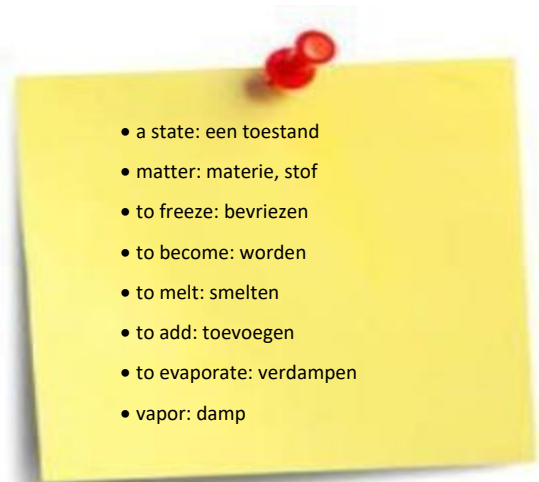 • a state: een toestand
• matter: materie, stof
• to freeze: bevriezen
• to become: worden
• to melt: smelten
• to add: toevoegen
• to evaporate: verdampen
• vapor: damp